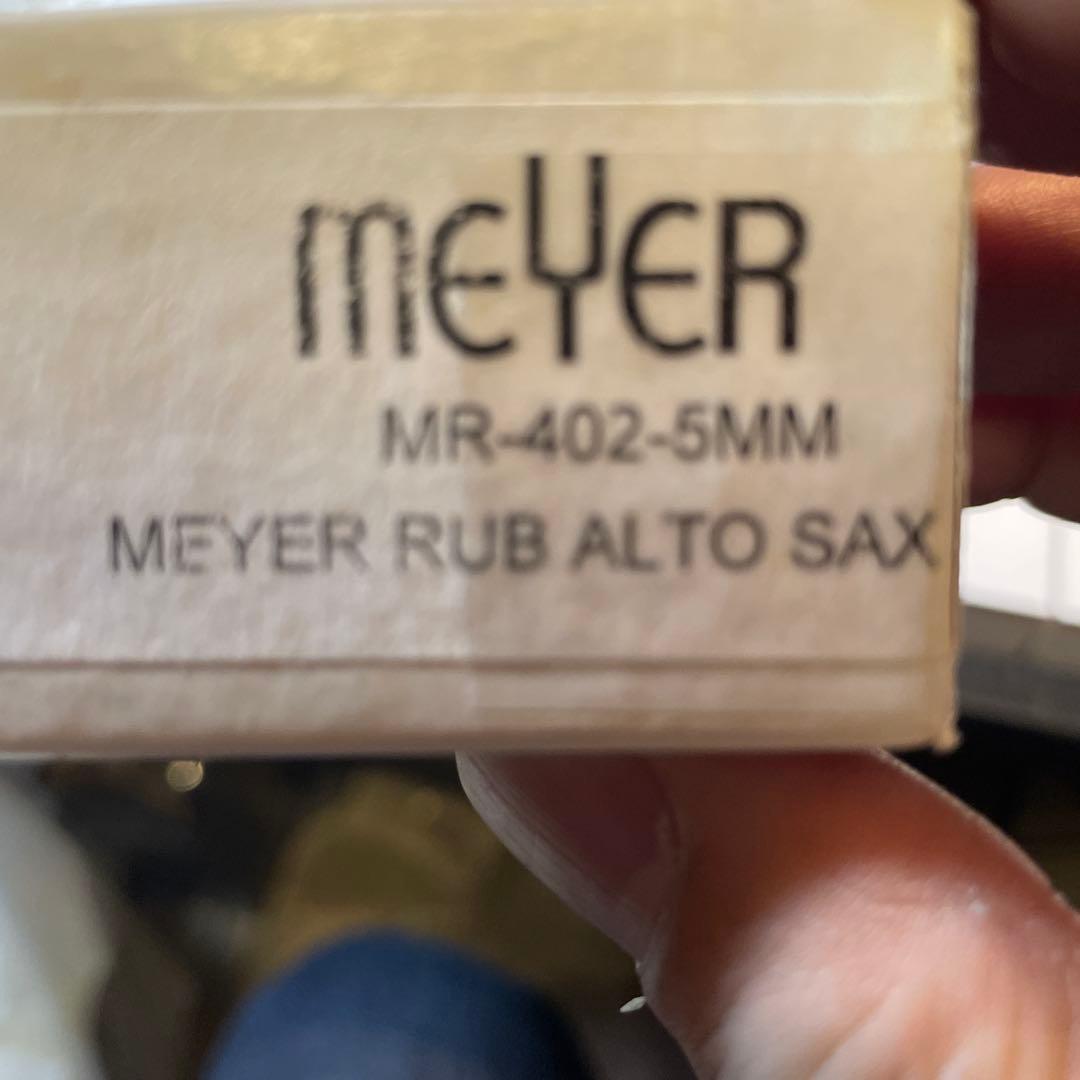 MEYER
MR-402-5MM
MEYER RUB ALTO SAX